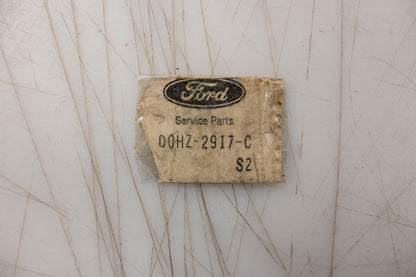 Ford
Service Parts
D0HZ-2917-C
S2